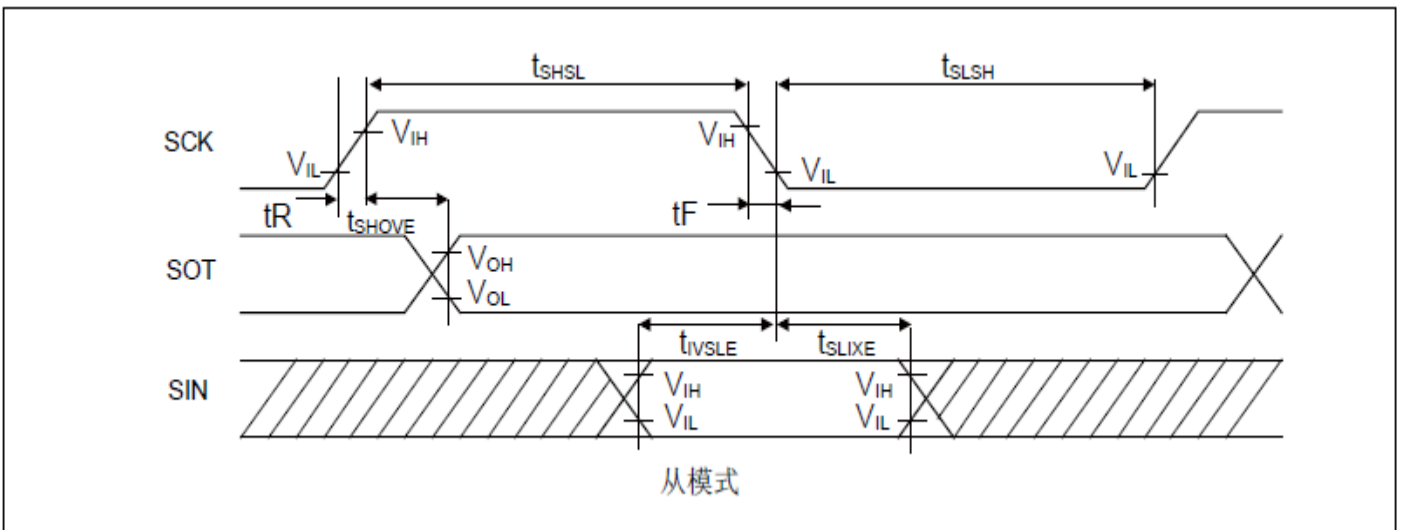 tSHSL tSLSH
SCK VIH VIH
VIL VIL VIL
tR tSHOVE tF
SOT VOH
VOL
tIVSLE tSLIXE
SIN VIH VIH
VIL VIL
从模式